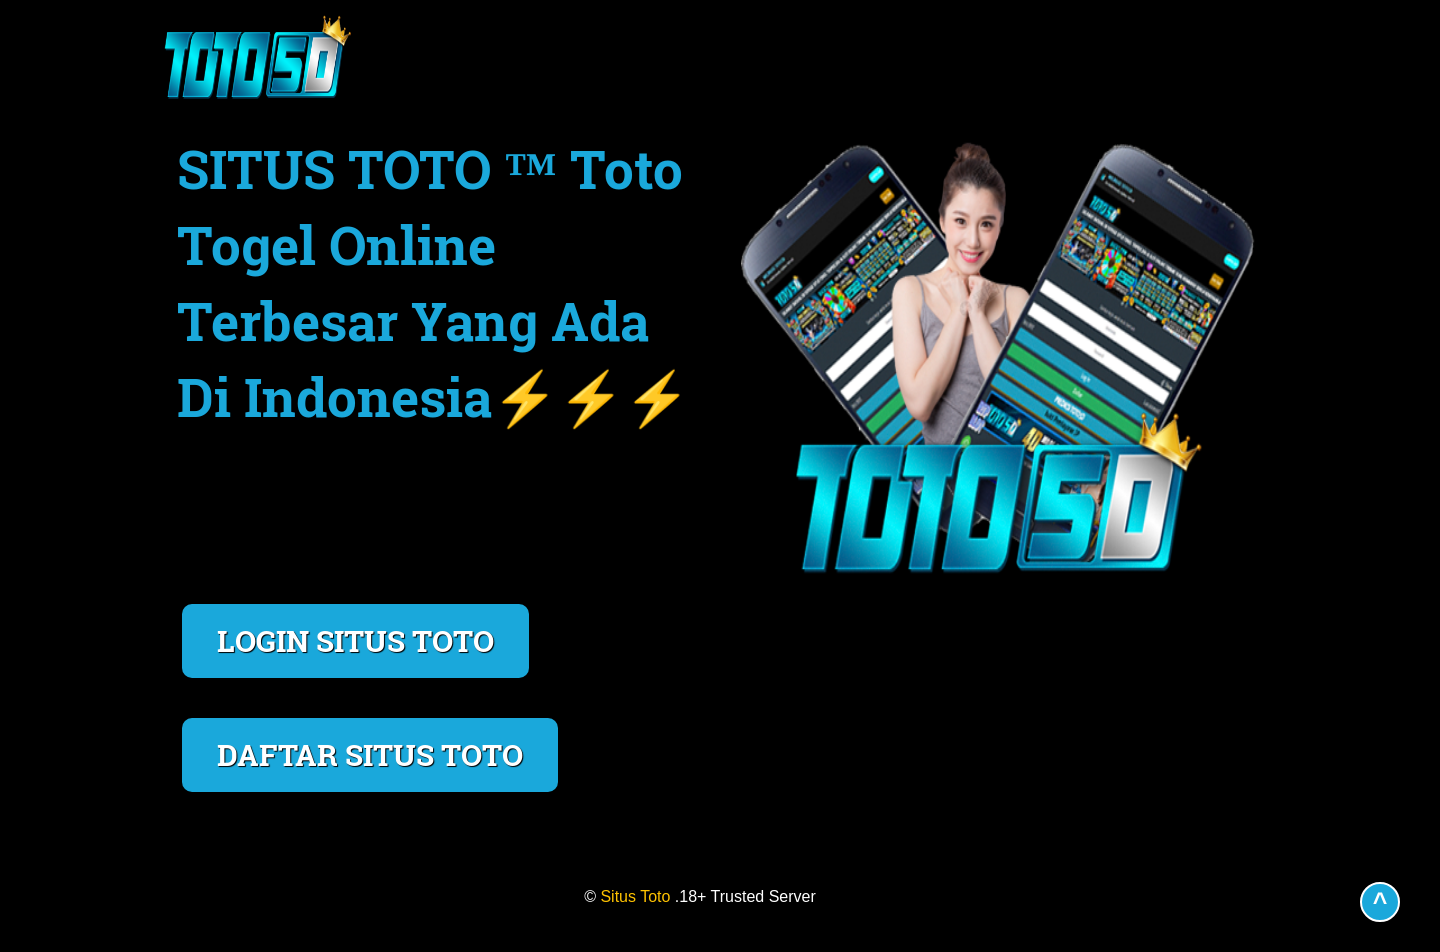 TOTO5D
SITUS TOTO ™ Toto
Togel Online
Terbesar Yang Ada
Di Indonesia⚡⚡⚡
TOTO5D
LOGIN SITUS TOTO
DAFTAR SITUS TOTO
© Situs Toto .18+ Trusted Server
^